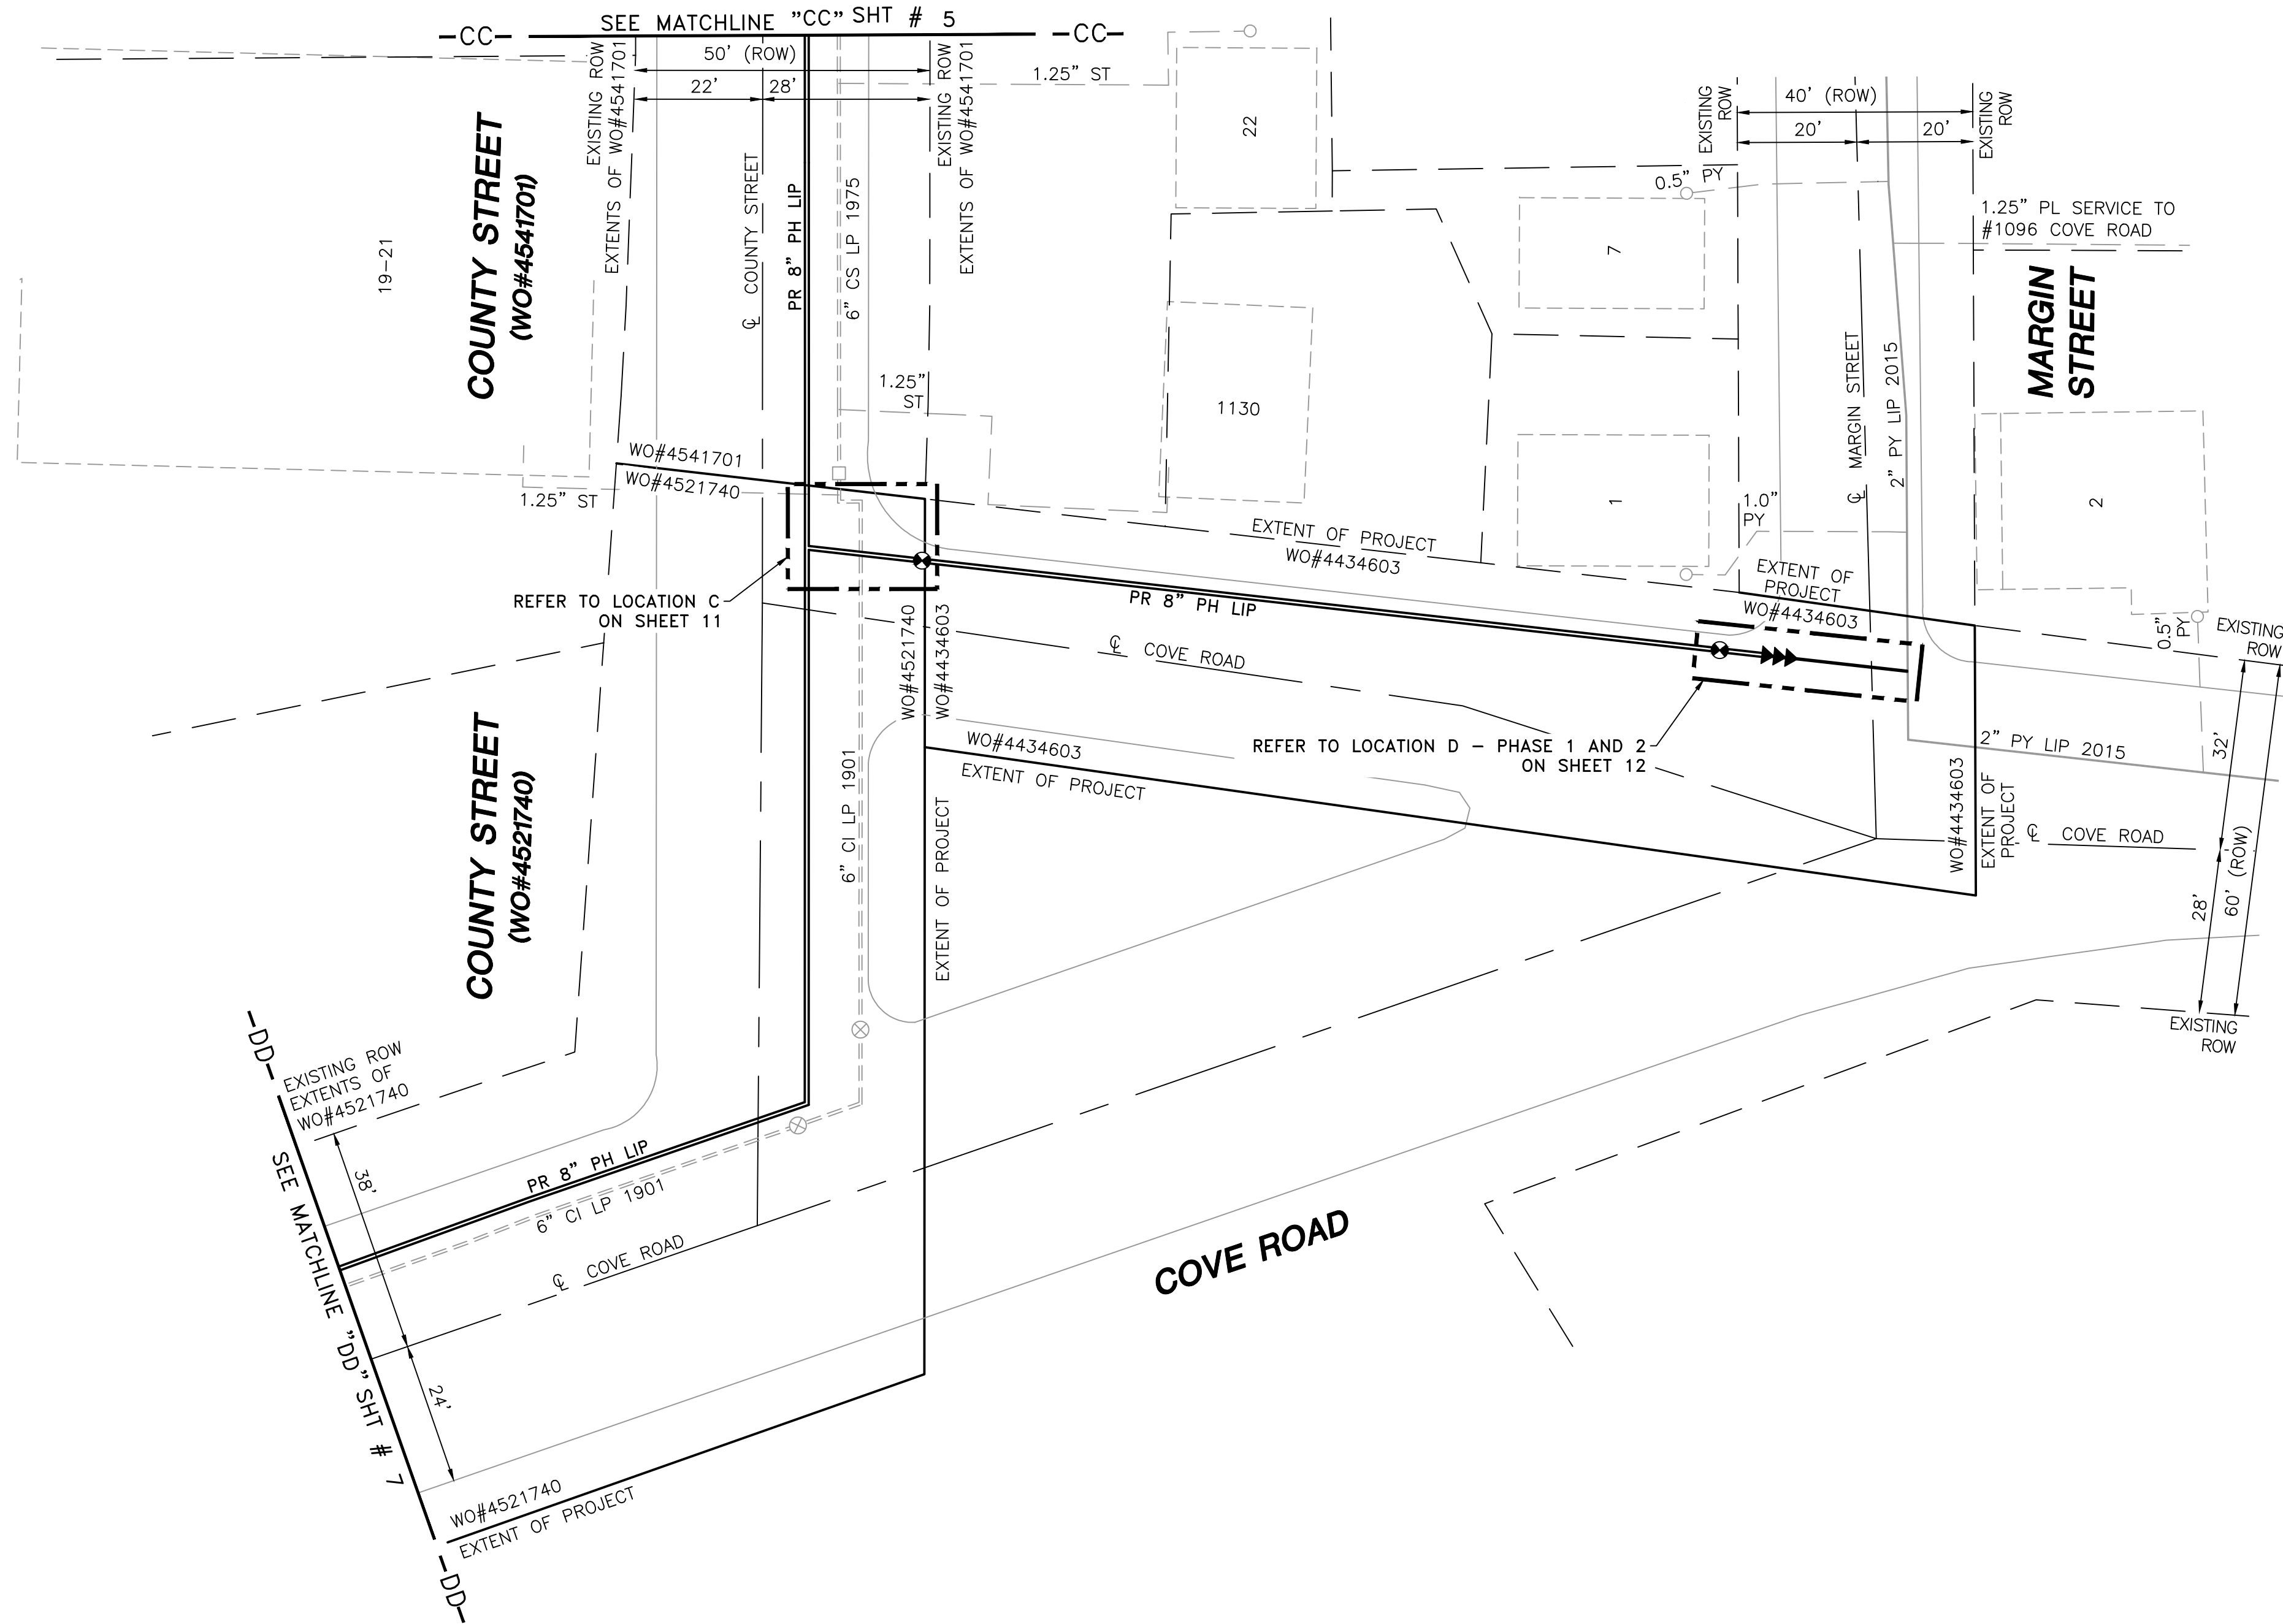 SEE MATCHLINE "CC" SHT # 5
-CC-
-CC-
EXISTING ROW
EXTENTS OF WO#4541701
50' (ROW)
22'
28'
EXISTING ROW
EXTENTS OF WO#4541701
1.25" ST
22
EXISTING
ROW
40' (ROW)
20'
20'
EXISTING
ROW
COUNTY STREET
(WO#4541701)
19-21
℄ COUNTY STREET
PR 8" PH LIP
6" CS LP 1975
0.5" PY
7
1.25" PL SERVICE TO
#1096 COVE ROAD
MARGIN
STREET
℄ MARGIN STREET
2" PY LIP 2015
1.25"
ST
1130
WO#4541701
WO#4521740
1.25" ST
1
1.0"
PY
2
EXTENT OF PROJECT
WO#4434603
EXTENT OF
PROJECT
WO#4434603
0.5"
PY
EXISTING
ROW
REFER TO LOCATION C
ON SHEET 11
PR 8" PH LIP
℄ COVE ROAD
WO#4521740
WO#4434603
WO#4434603
EXTENT OF PROJECT
REFER TO LOCATION D – PHASE 1 AND 2
ON SHEET 12
2" PY LIP 2015
32'
WO#4434603
EXTENT OF
PROJECT
℄ COVE ROAD
28'
60' (ROW)
EXISTING
ROW
COUNTY STREET
(WO#4521740)
6" CI LP 1901
EXTENT OF PROJECT
-DD-
EXISTING ROW
EXTENTS OF
WO#4521740
38'
PR 8" PH LIP
6" CI LP 1901
℄ COVE ROAD
COVE ROAD
SEE MATCHLINE "DD" SHT # 7
24'
WO#4521740
EXTENT OF PROJECT
-DD-